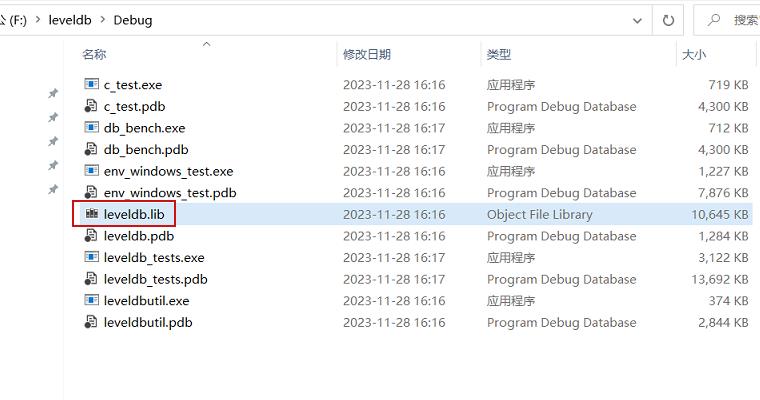 (F:) > leveldb > Debug 搜索
名称 修改日期 类型 大小
c_test.exe 2023-11-28 16:16 应用程序 719 KB
c_test.pdb 2023-11-28 16:16 Program Debug Database 4,300 KB
db_bench.exe 2023-11-28 16:17 应用程序 712 KB
db_bench.pdb 2023-11-28 16:17 Program Debug Database 4,300 KB
env_windows_test.exe 2023-11-28 16:16 应用程序 1,227 KB
env_windows_test.pdb 2023-11-28 16:16 Program Debug Database 7,876 KB
leveldb.lib 2023-11-28 16:16 Object File Library 10,645 KB
leveldb.pdb 2023-11-28 16:16 Program Debug Database 1,284 KB
leveldb_tests.exe 2023-11-28 16:17 应用程序 3,122 KB
leveldb_tests.pdb 2023-11-28 16:17 Program Debug Database 13,692 KB
leveldbutil.exe 2023-11-28 16:16 应用程序 374 KB
leveldbutil.pdb 2023-11-28 16:16 Program Debug Database 2,844 KB